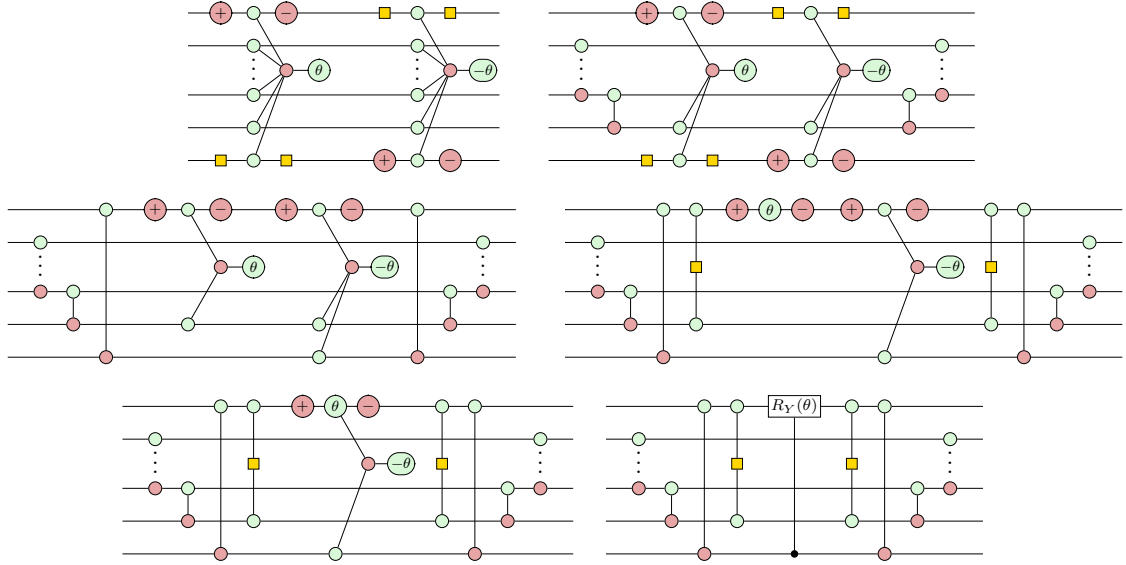 + − + −
θ −θ θ −θ
+ − + −
+ − + − + θ − + −
θ −θ −θ
+ θ − R_Y(θ)
−θ